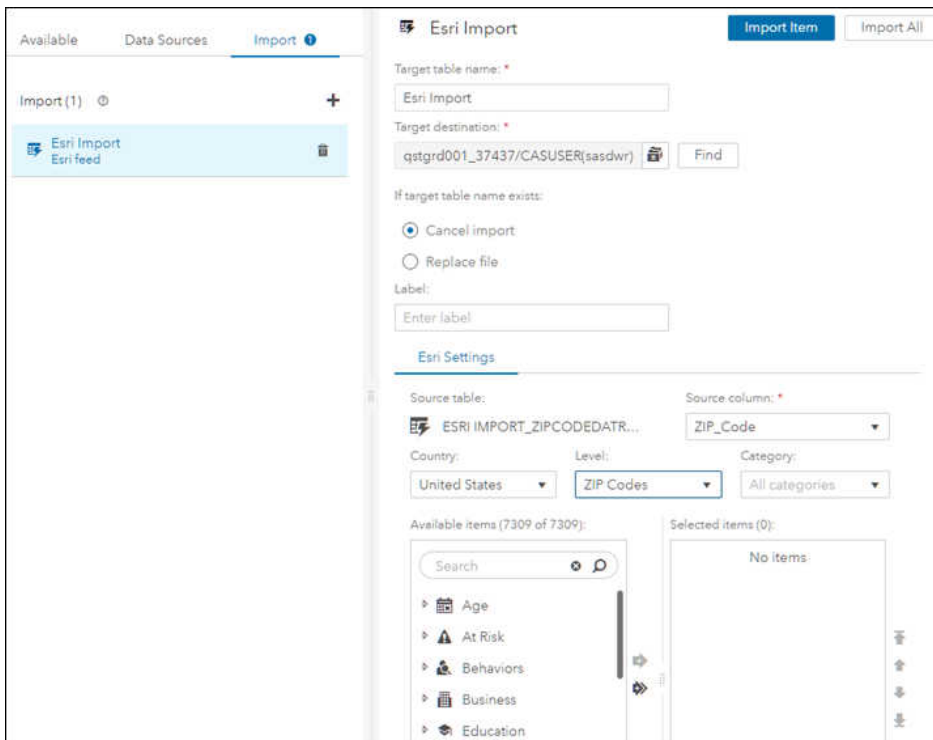 Available Data Sources Import 1
Import (1)
Esri Import
Esri feed
Esri Import
Import Item Import All
Target table name: *
Esri Import
Target destination: *
qstgrd001_37437/CASUSER(sasdwr) Find
If target table name exists:
Cancel import
Replace file
Label:
Enter label
Esri Settings
Source table: Source column: *
ESRI IMPORT_ZIPCODEDATR... ZIP_Code
Country: Level: Category:
United States ZIP Codes All categories
Available items (7309 of 7309): Selected items (0):
Search No items
Age
At Risk
Behaviors
Business
Education